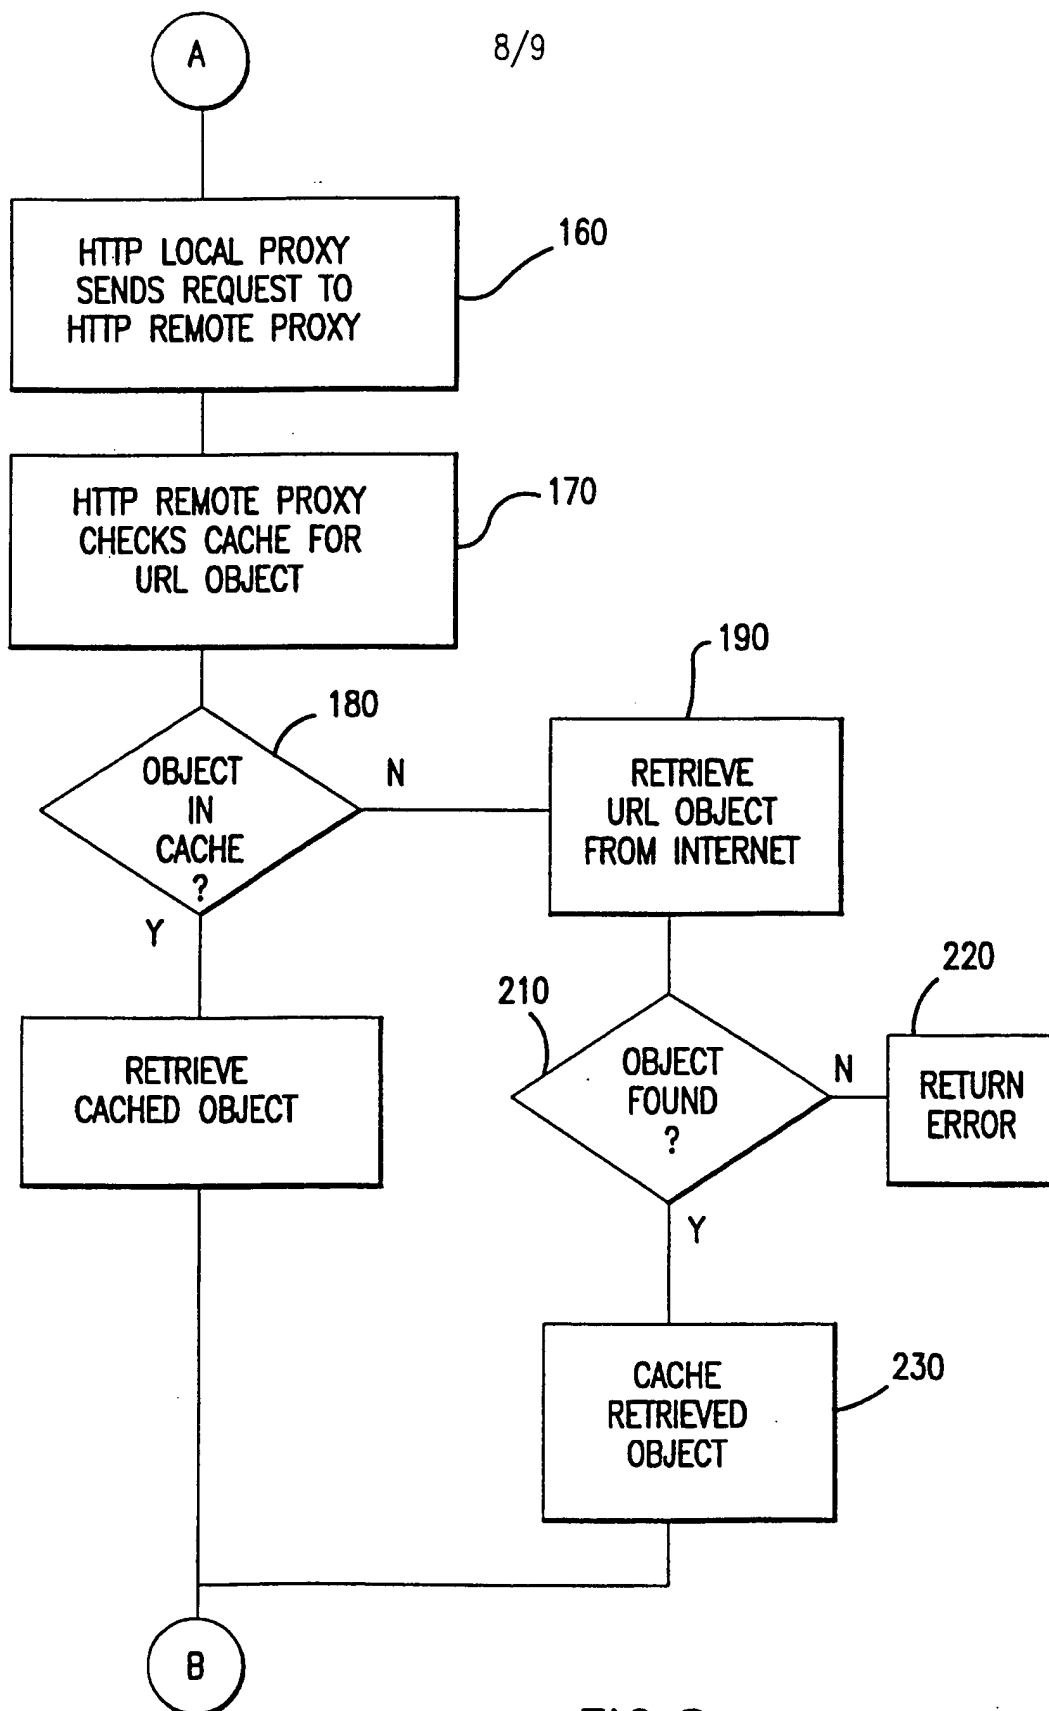 A
8/9
HTTP LOCAL PROXY
SENDS REQUEST TO
HTTP REMOTE PROXY
160
HTTP REMOTE PROXY
CHECKS CACHE FOR
URL OBJECT
170
180
OBJECT
IN
CACHE
?
N
Y
190
RETRIEVE
URL OBJECT
FROM INTERNET
RETRIEVE
CACHED OBJECT
210
OBJECT
FOUND
?
N
Y
220
RETURN
ERROR
CACHE
RETRIEVED
OBJECT
230
B